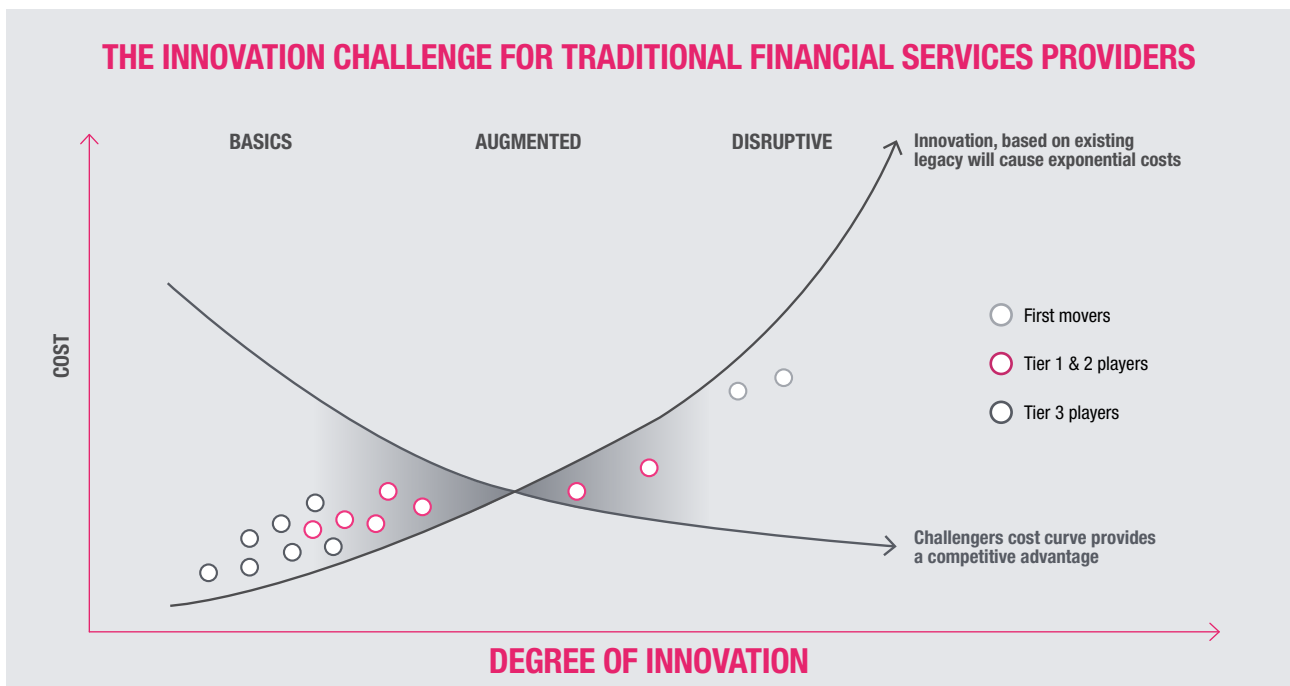 THE INNOVATION CHALLENGE FOR TRADITIONAL FINANCIAL SERVICES PROVIDERS
BASICS
AUGMENTED
DISRUPTIVE
Innovation, based on existing
legacy will cause exponential costs
COST
First movers
Tier 1 & 2 players
Tier 3 players
Challengers cost curve provides
a competitive advantage
DEGREE OF INNOVATION